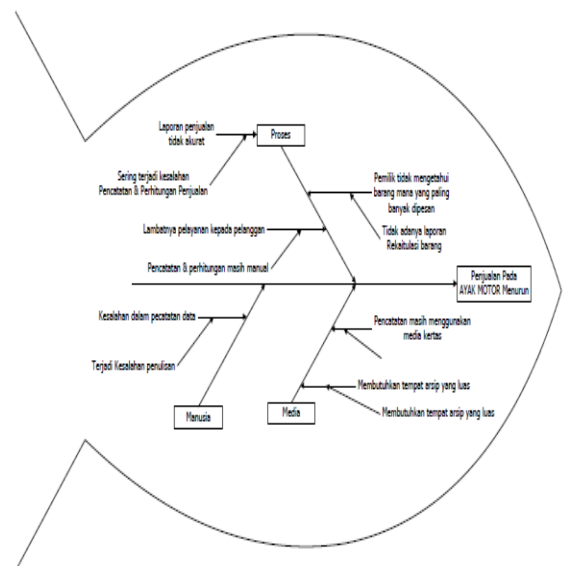 Laporan penjualan
tidak akurat
Proses
Sering terjadi kesalahan
Pencatatan & Perhitungan Penjualan
Pemilik tidak mengetahui
barang mana yang paling
banyak dipesan
Lambatnya pelayanan kepada pelanggan
Tidak adanya laporan
Rekaitulasi barang
Pencatatan & perhitungan masih manual
Penjualan Pada
AYAK MOTOR Menurun
Kesalahan dalam pecatatan data
Pencatatan masih menggunakan
media kertas
Terjadi Kesalahan penulisan
Membutuhkan tempat arsip yang luas
Membutuhkan tempat arsip yang luas
Manusia
Media